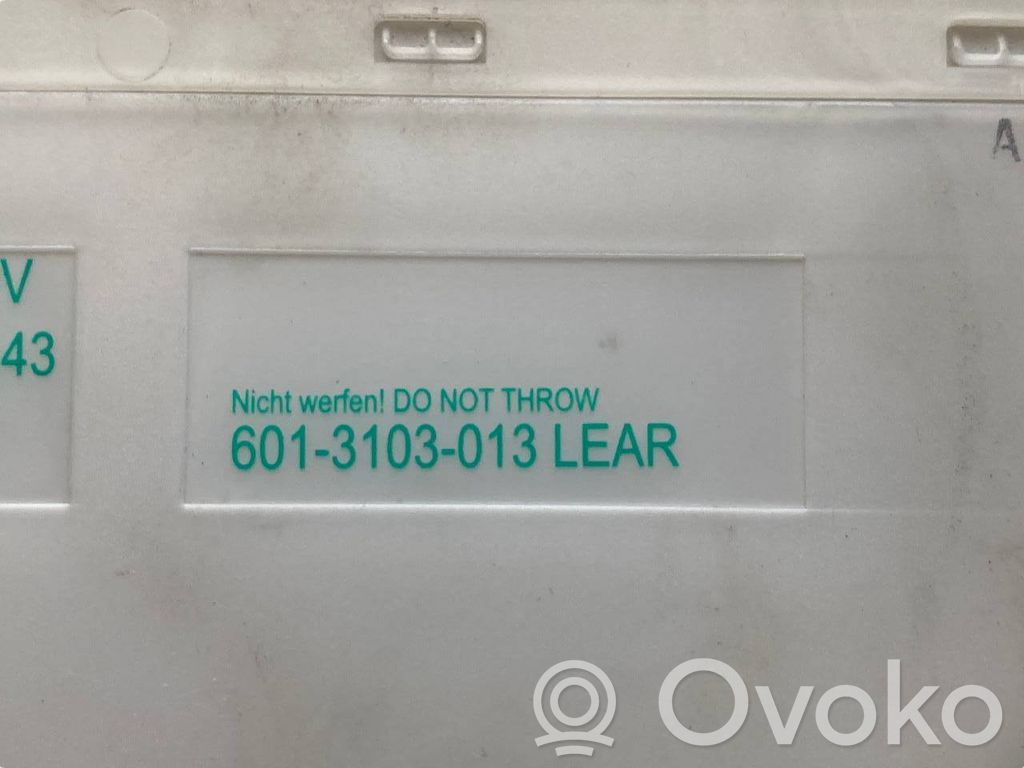 A
V
43
Nicht werfen! DO NOT THROW
601-3103-013 LEAR
Ovoko